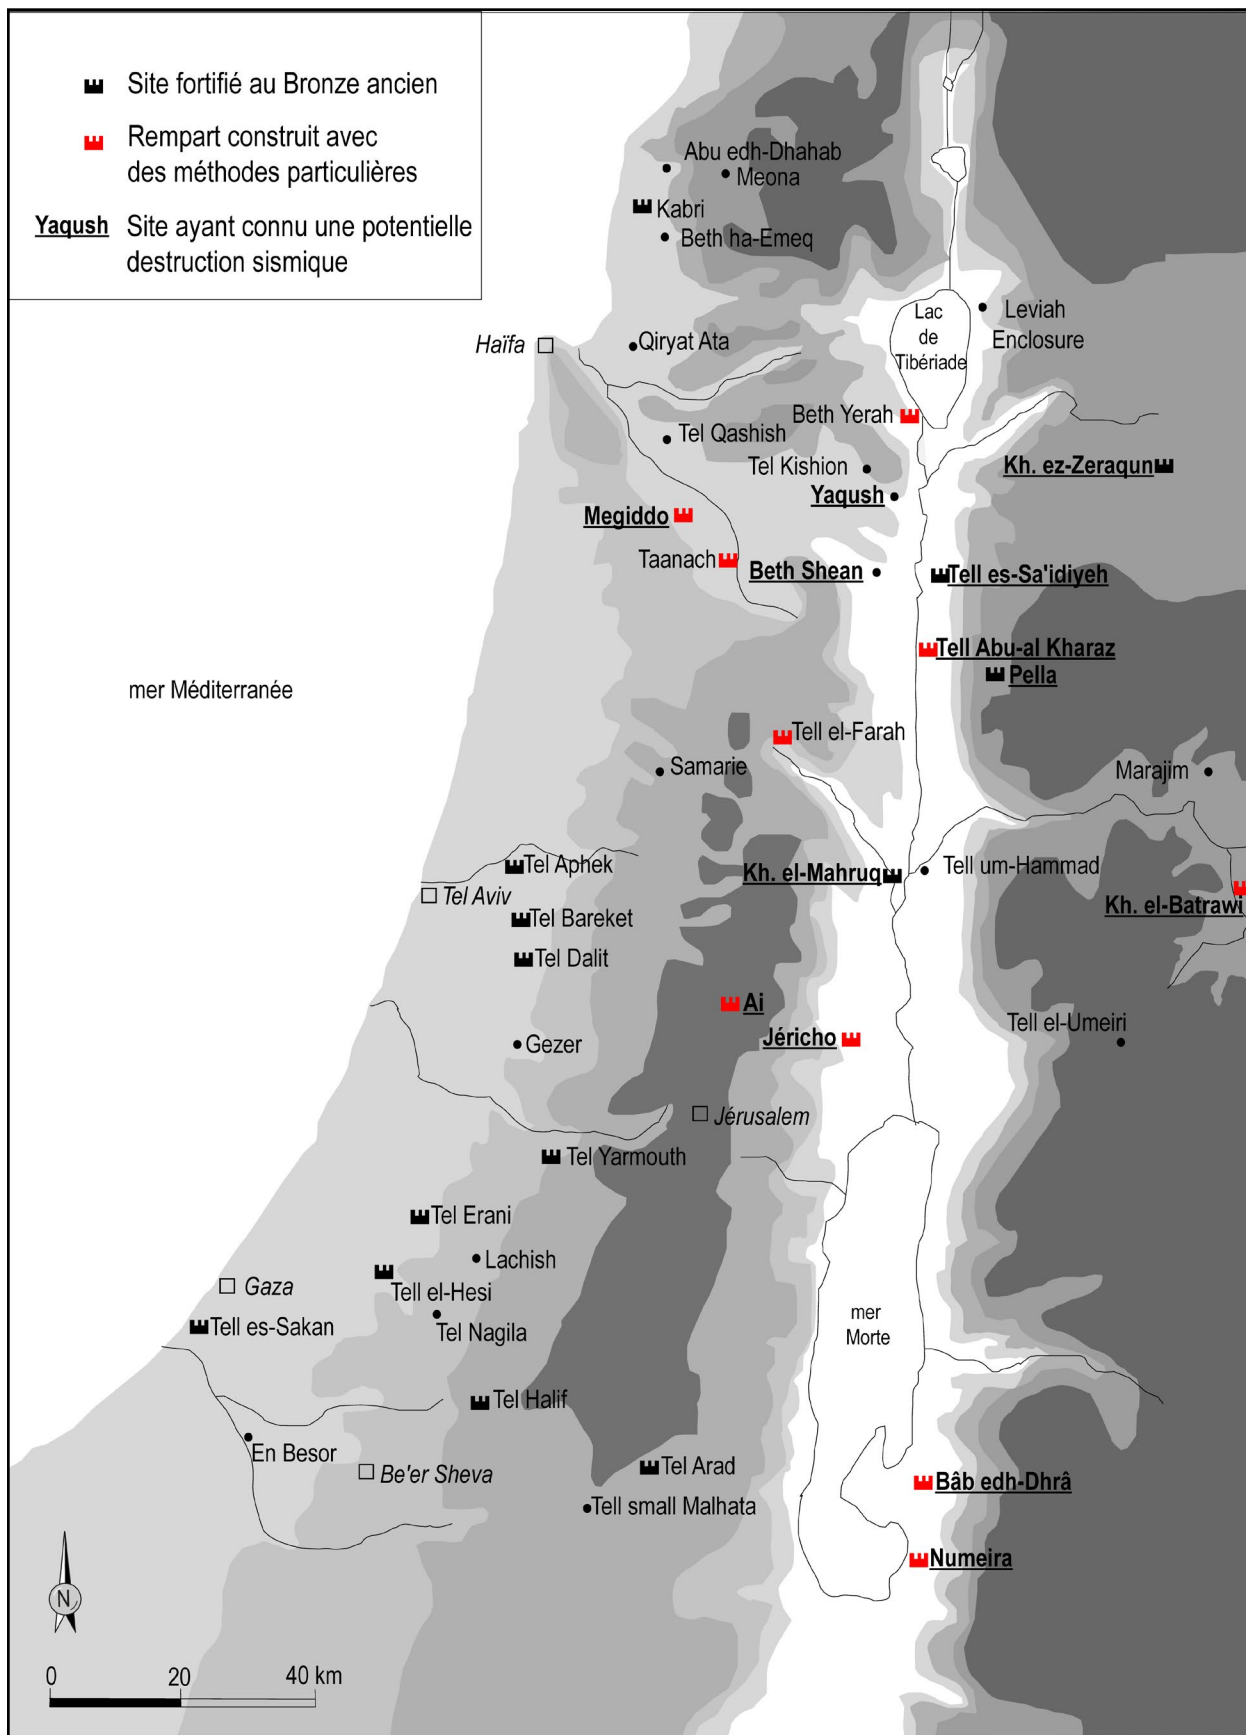 Site fortifié au Bronze ancien
Rempart construit avec
des méthodes particulières
Yaqush
Site ayant connu une potentielle
destruction sismique
Abu edh-Dhahab
Meona
Kabri
Beth ha-Emeq
Lac
de
Tibériade
Leviah
Enclosure
Haïfa
Qiryat Ata
Beth Yerah
Tel Qashish
Tel Kishion
Kh. ez-Zeraqun
Yaqush
Megiddo
Taanach
Beth Shean
Tell es-Sa'idiyeh
Tell Abu-al Kharaz
Pella
mer Méditerranée
Tell el-Farah
Samarie
Marajim
Tel Aphek
Kh. el-Mahruq
Tell um-Hammad
Tel Aviv
Kh. el-Batrawi
Tel Bareket
Tel Dalit
Ai
Jéricho
Tell el-Umeiri
Gezer
Jérusalem
Tel Yarmouth
Tel Erani
Lachish
Gaza
Tell el-Hesi
Tell es-Sakan
Tel Nagila
mer
Morte
Tel Halif
En Besor
Be'er Sheva
Tel Arad
Bâb edh-Dhrâ
Tell small Malhata
Numeira
N
0 20 40 km